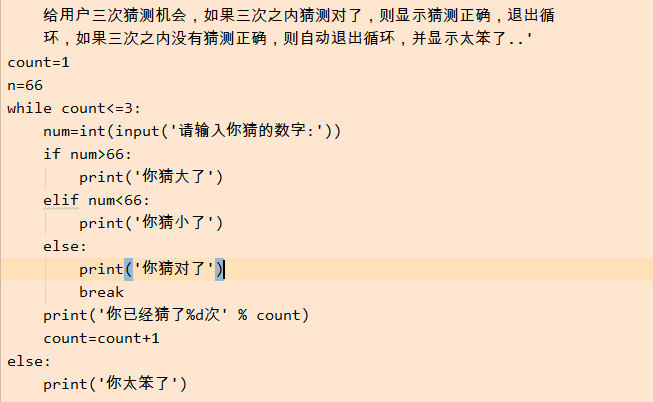 给用户三次猜测机会，如果三次之内猜测对了，则显示猜测正确，退出循
环，如果三次之内没有猜测正确，则自动退出循环，并显示太笨了..'
count=1
n=66
while count<=3:
    num=int(input('请输入你猜的数字:'))
    if num>66:
        print('你猜大了')
    elif num<66:
        print('你猜小了')
    else:
        print('你猜对了')
        break
    print('你已经猜了%d次' % count)
    count=count+1
else:
    print('你太笨了')